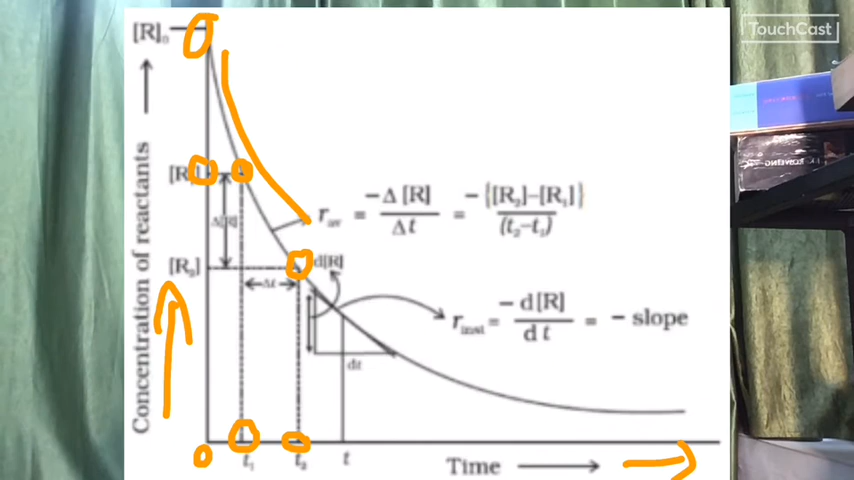 TouchCast
[R]₀
Concentration of reactants
[R
Δ[R]
[R₂]
Δt
r_av = -Δ[R]/Δt = -{[R₂]-[R₁]}/(t₂-t₁)
d[R]
r_inst = -d[R]/dt = - slope
dt
0
t₁
t₂
t
Time